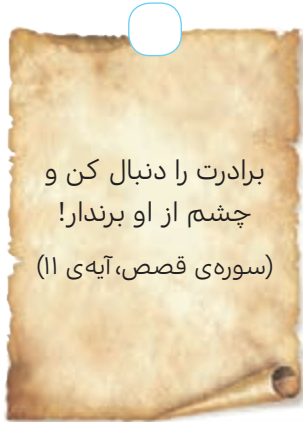 برادرت را دنبال کن و
چشم از او برندار!
(سوره‌ی قصص، آیه‌ی ۱۱)